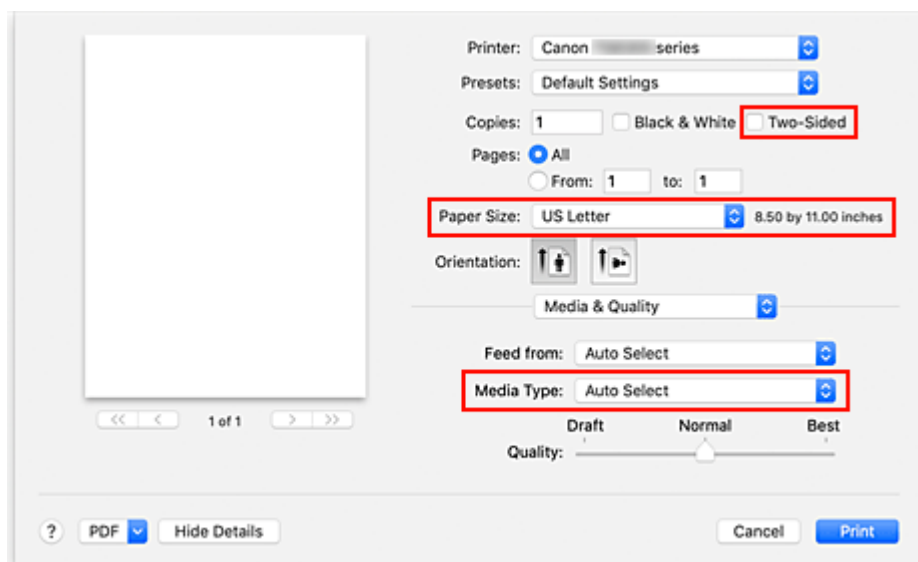 Printer: Canon series
Presets: Default Settings
Copies: 1 Black & White Two-Sided
Pages: All
From: 1 to: 1
Paper Size: US Letter 8.50 by 11.00 inches
Orientation:
Media & Quality
Feed from: Auto Select
Media Type: Auto Select
<< < 1 of 1 > >>
Draft Normal Best
Quality:
? PDF Hide Details Cancel Print